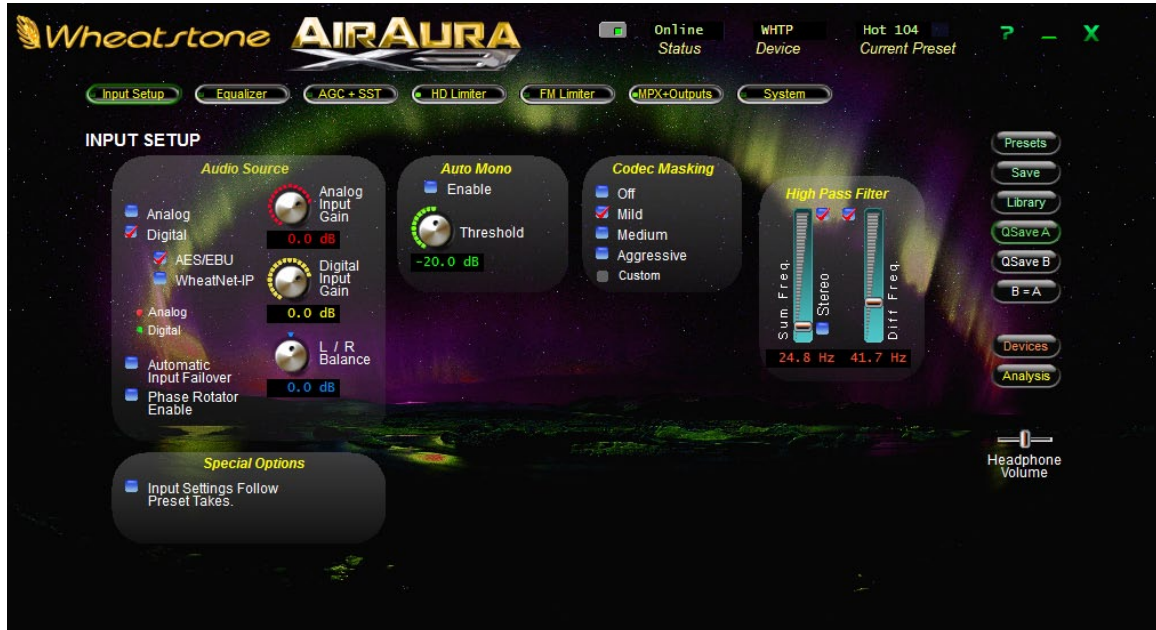 Wheatstone AIRAURA X3
Online WHTP Hot 104
Status Device Current Preset
? _ X
Input Setup Equalizer AGC + SST HD Limiter FM Limiter MPX+Outputs System
INPUT SETUP
Audio Source
Analog
Digital
AES/EBU
WheatNet-IP
Analog
Digital
Automatic
Input Failover
Phase Rotator
Enable
Analog
Input
Gain
0.0 dB
Digital
Input
Gain
0.0 dB
L / R
Balance
0.0 dB
Auto Mono
Enable
Threshold
-20.0 dB
Codec Masking
Off
Mild
Medium
Aggressive
Custom
High Pass Filter
Sum Freq.
Stereo
Diff Freq.
24.8 Hz 41.7 Hz
Special Options
Input Settings Follow
Preset Takes.
Presets
Save
Library
QSave A
QSave B
B = A
Devices
Analysis
Headphone
Volume